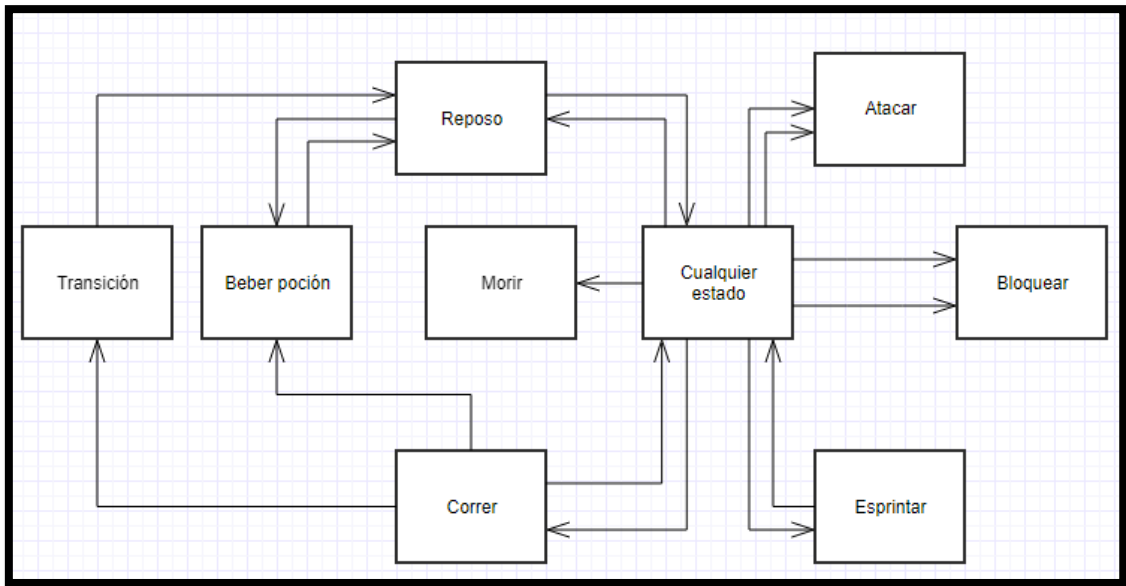 Atacar
Reposo
Transición
Beber poción
Morir
Cualquier
estado
Bloquear
Correr
Esprintar